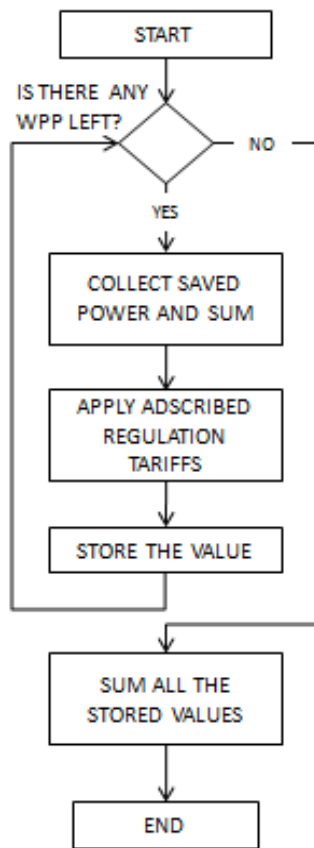 START
IS THERE ANY
WPP LEFT?
NO
YES
COLLECT SAVED
POWER AND SUM
APPLY ADSCRIBED
REGULATION
TARIFFS
STORE THE VALUE
SUM ALL THE
STORED VALUES
END